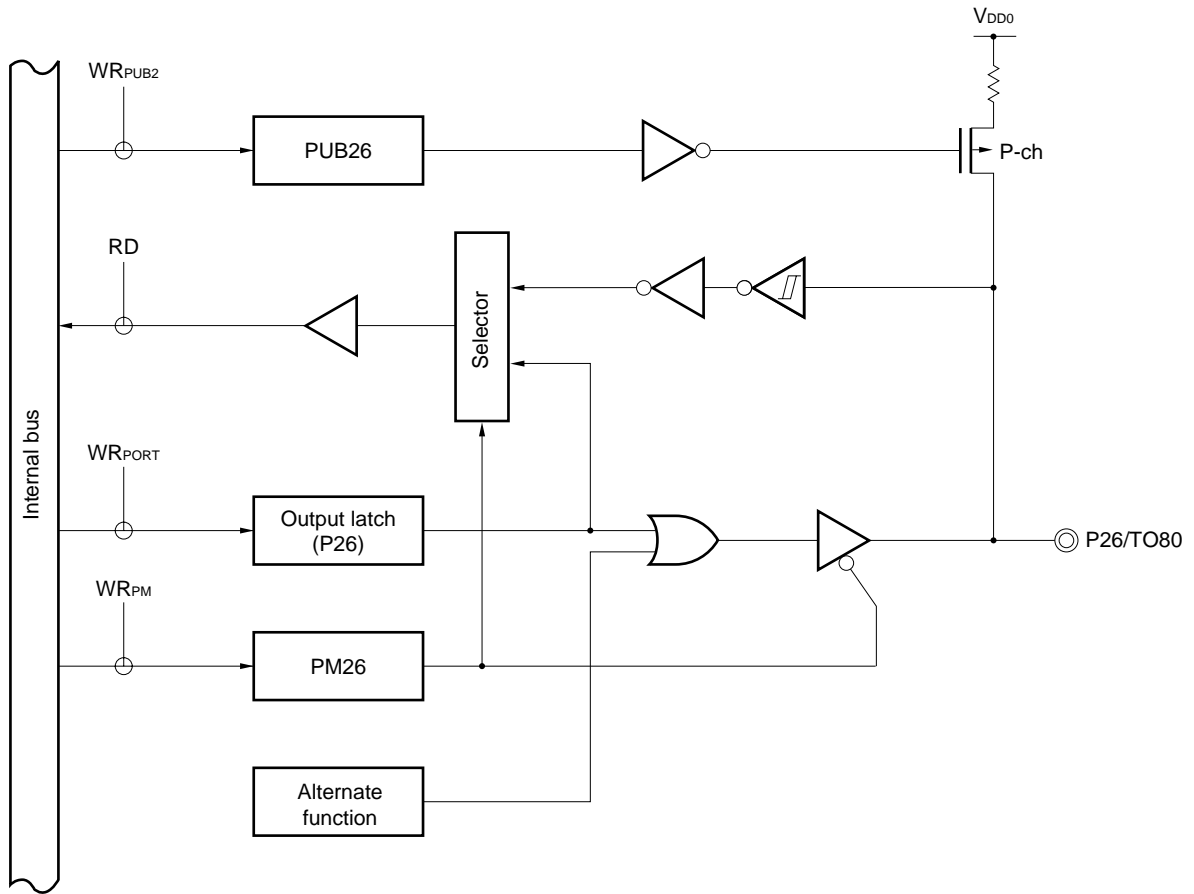 VDD0
WRPUB2
PUB26
P-ch
RD
Selector
Internal bus
WRPORT
Output latch
(P26)
P26/TO80
WRPM
PM26
Alternate
function